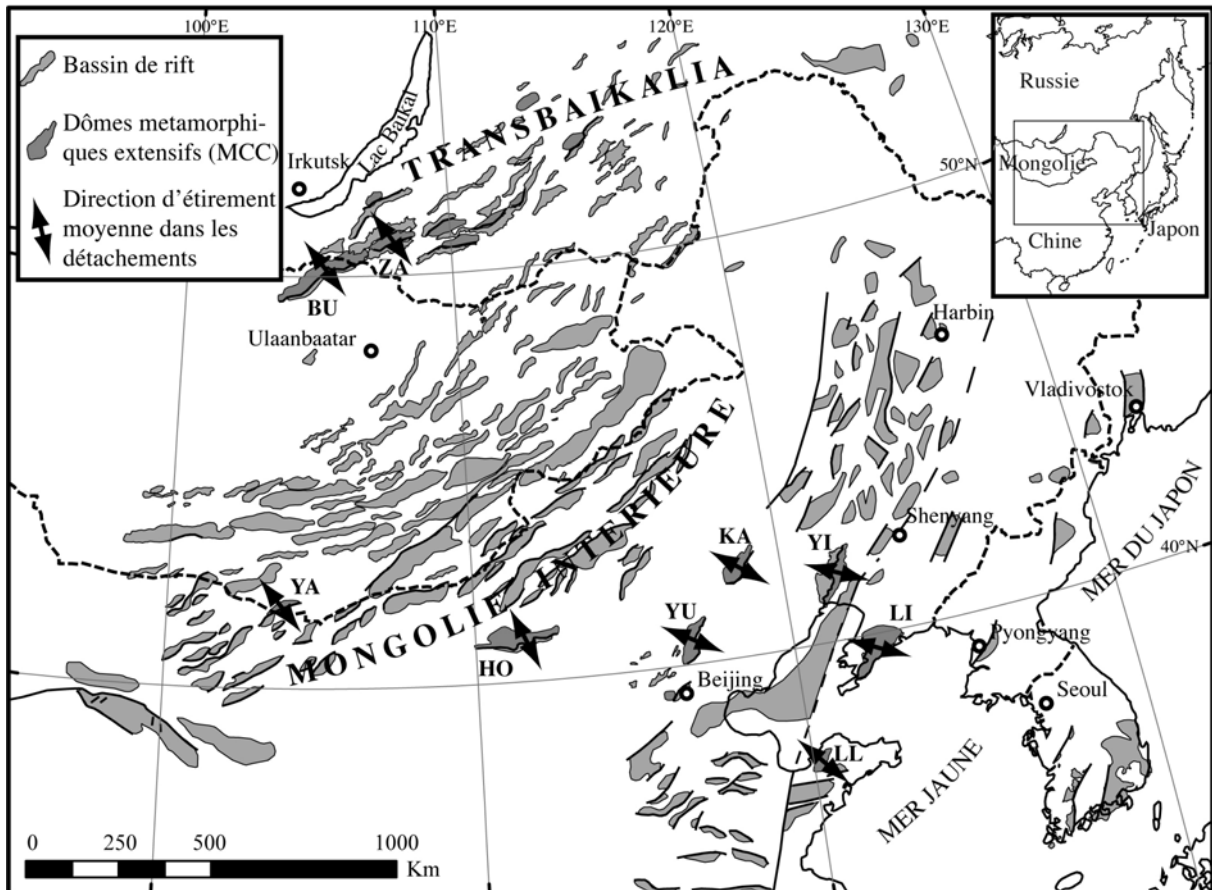 100°E
110°E
120°E
130°E
Bassin de rift
Dômes metamorphi-
ques extensifs (MCC)
Direction d'étirement
moyenne dans les
détachements
Russie
Mongolie
Chine
Japon
Lac Baikal
Irkutsk
TRANSBAIKALIA
50°N
ZA
BU
Ulaanbaatar
Harbin
Vladivostok
MONGOLIE INTERIEURE
Shenyang
MER DU JAPON
40°N
KA
YI
YA
LI
YU
HO
Pyongyang
Beijing
Seoul
LL
MER JAUNE
0 250 500 1000
Km